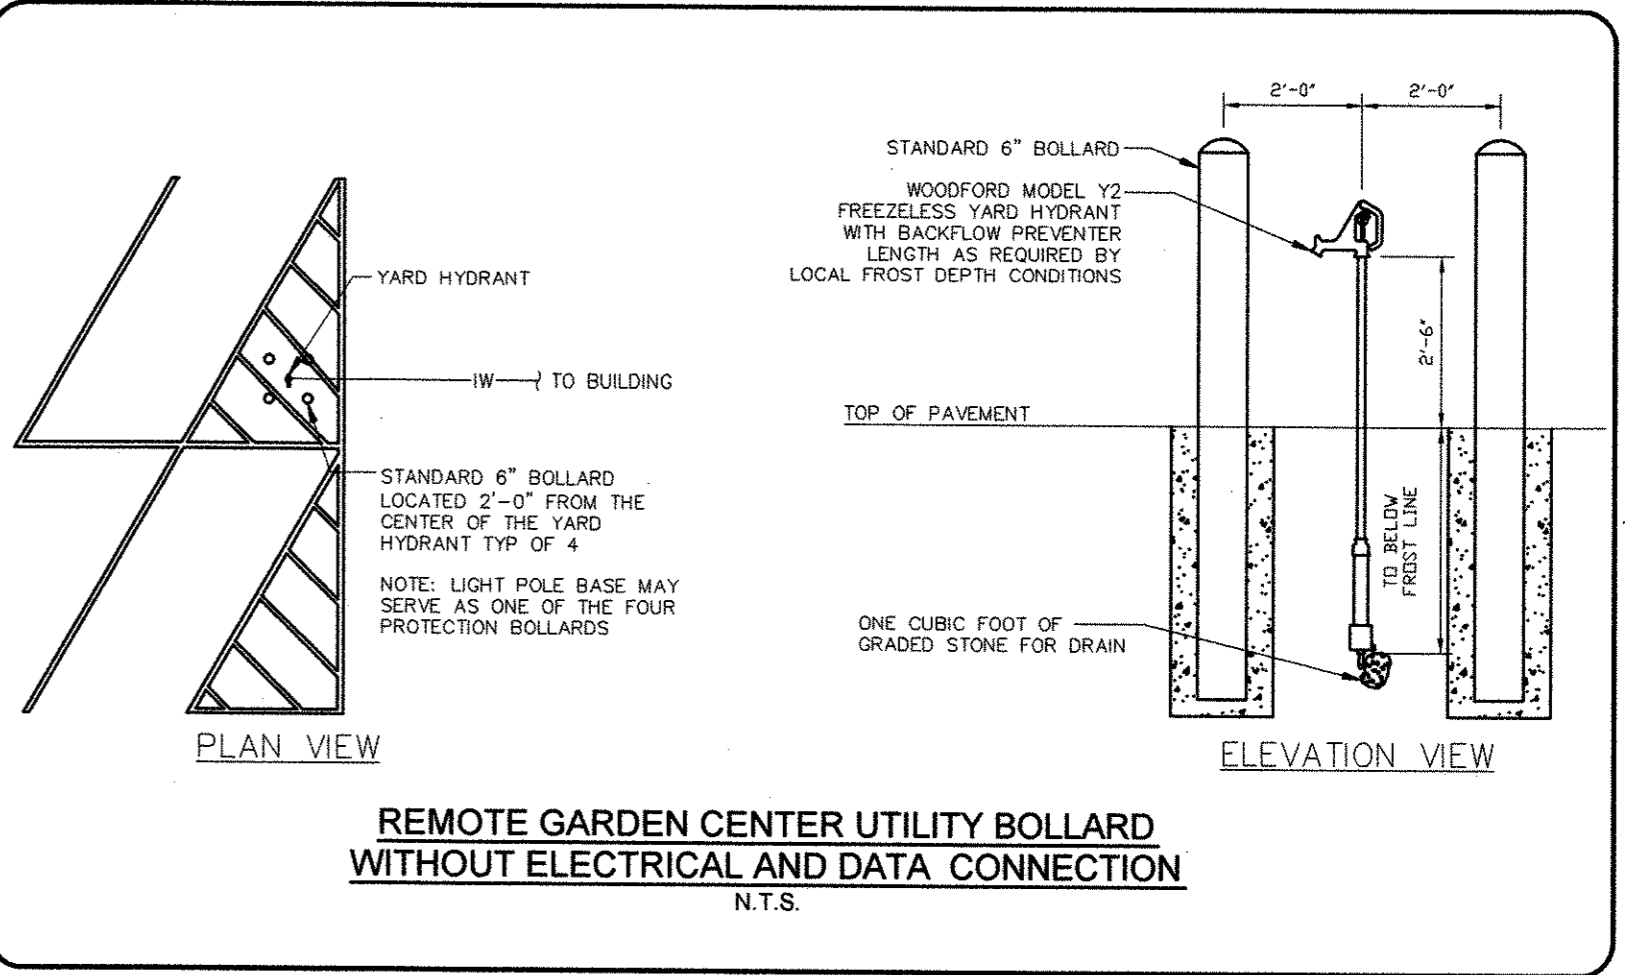 YARD HYDRANT
IW
TO BUILDING
STANDARD 6" BOLLARD
LOCATED 2'-0" FROM THE
CENTER OF THE YARD
HYDRANT TYP OF 4
NOTE: LIGHT POLE BASE MAY
SERVE AS ONE OF THE FOUR
PROTECTION BOLLARDS
PLAN VIEW
2'-0"
2'-0"
STANDARD 6" BOLLARD
WOODFORD MODEL Y2
FREEZELESS YARD HYDRANT
WITH BACKFLOW PREVENTER
LENGTH AS REQUIRED BY
LOCAL FROST DEPTH CONDITIONS
2'-6"
TOP OF PAVEMENT
TO BELOW
FROST LINE
ONE CUBIC FOOT OF
GRADED STONE FOR DRAIN
ELEVATION VIEW
REMOTE GARDEN CENTER UTILITY BOLLARD
WITHOUT ELECTRICAL AND DATA CONNECTION
N.T.S.